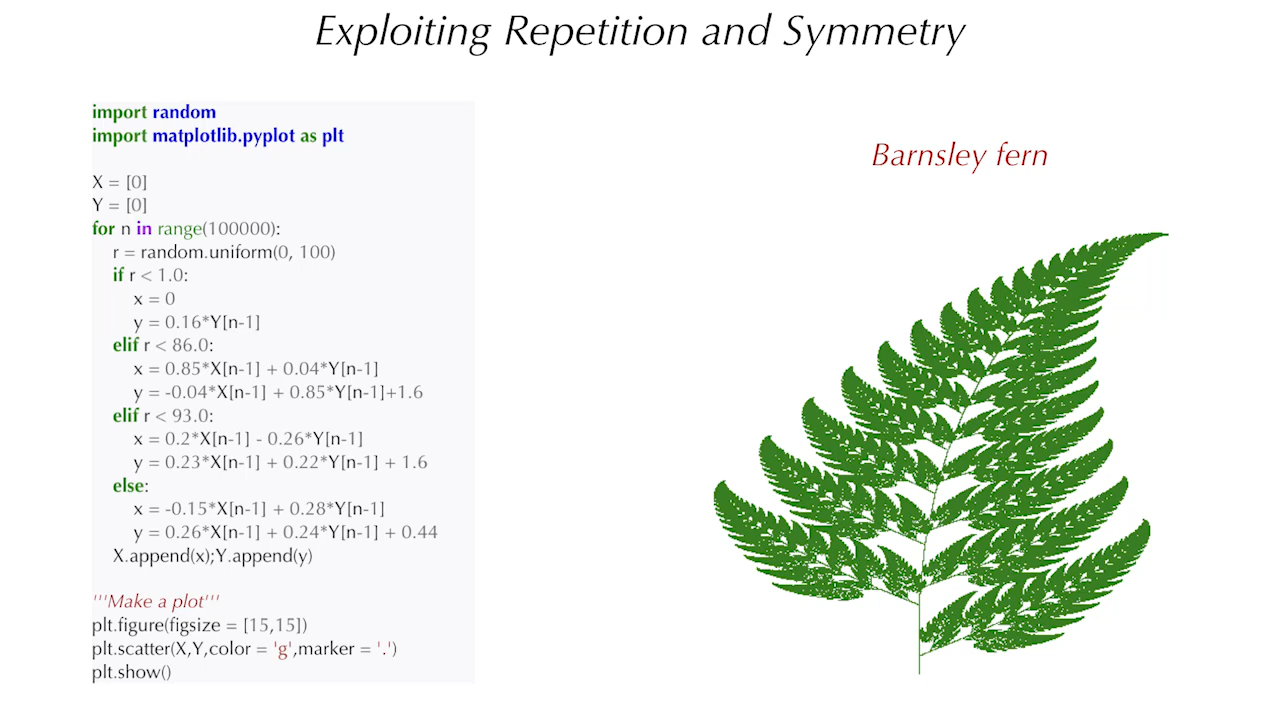 Exploiting Repetition and Symmetry
import random
import matplotlib.pyplot as plt
X = [0]
Y = [0]
for n in range(100000):
r = random.uniform(0, 100)
if r < 1.0:
x = 0
y = 0.16*Y[n-1]
elif r < 86.0:
x = 0.85*X[n-1] + 0.04*Y[n-1]
y = -0.04*X[n-1] + 0.85*Y[n-1]+1.6
elif r < 93.0:
x = 0.2*X[n-1] - 0.26*Y[n-1]
y = 0.23*X[n-1] + 0.22*Y[n-1] + 1.6
else:
x = -0.15*X[n-1] + 0.28*Y[n-1]
y = 0.26*X[n-1] + 0.24*Y[n-1] + 0.44
X.append(x);Y.append(y)
'''Make a plot'''
plt.figure(figsize = [15,15])
plt.scatter(X,Y,color = 'g',marker = '.')
plt.show()
Barnsley fern